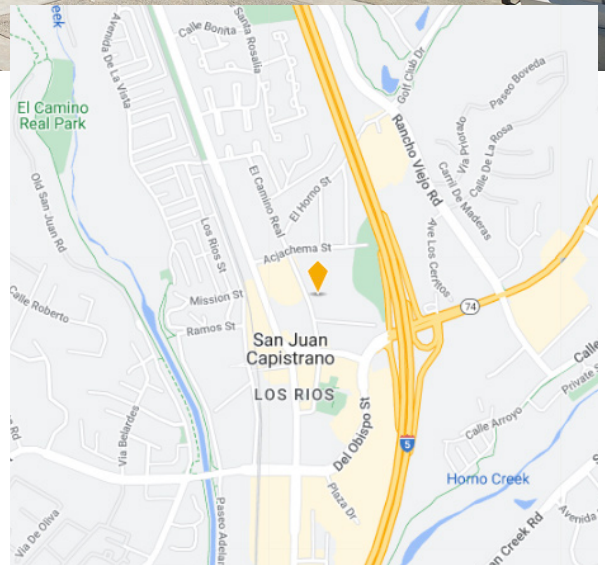 Creek
Avenida De La Vista
Calle Bonita
Santa Rosalia
Golf Club Dr
Paseo Boveda
El Camino
Real Park
Rancho Viejo Rd
Via Priorato
Calle De La Rosa
Carril De Maderas
Old San Juan Rd
El Camino Real
El Horno St
Los Rios St
Ave Los Cerritos
Acjachema St
Mission St
Calle Roberto
Ramos St
74
San Juan
Capistrano
LOS RIOS
Calle
Private
Via Belardes
Del Obispo St
Calle Arroyo
5
Horno Creek
Plaza Dr
Paseo Adelan
Via De Oliva
Avenida
an Creek Rd